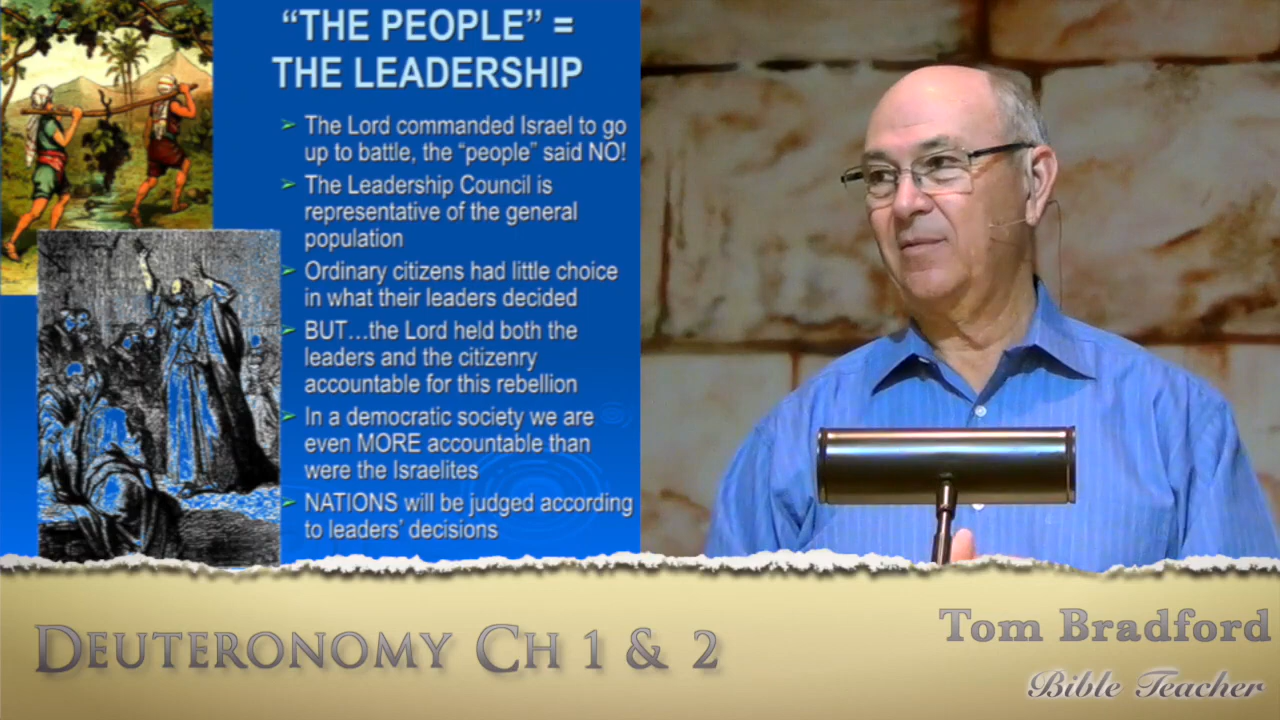 “THE PEOPLE” =
THE LEADERSHIP
The Lord commanded Israel to go
up to battle, the “people” said NO!
The Leadership Council is
representative of the general
population
Ordinary citizens had little choice
in what their leaders decided
BUT…the Lord held both the
leaders and the citizenry
accountable for this rebellion
In a democratic society we are
even MORE accountable than
were the Israelites
NATIONS will be judged according
to leaders’ decisions
DEUTERONOMY CH 1 & 2
Tom Bradford
Bible Teacher